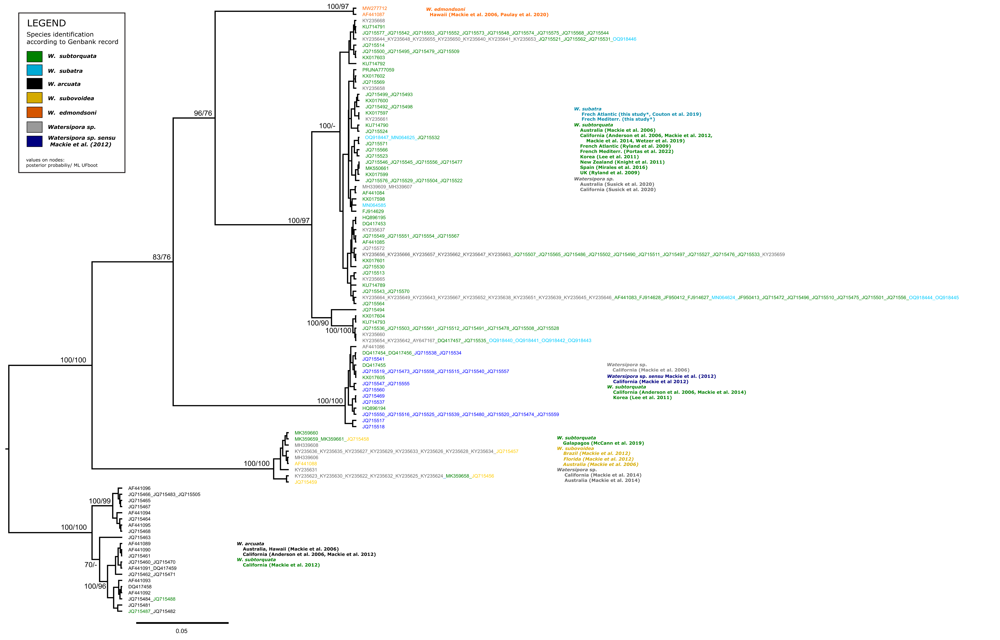 LEGEND
Species identification
according to Genbank record
W. subtorquata
W. subatra
W. arcuata
W. subovoidea
W. edmondsoni
Watersipora sp.
Watersipora sp. sensu
Mackie et al. (2012)
values on nodes:
posterior probabiliy/ ML UFboot
100/97
96/76
100/-
100/97
83/76
100/90
100/100
100/100
100/100
100/100
100/99
100/100
70/-
100/96
MW277712
AF441087
KY235668
KU714791
JQ715577_JQ715542_JQ715553_JQ715552_JQ715573_JQ715548_JQ715574_JQ715575_JQ715568_JQ715544
KY235644_KY235648_KY235655_KY235650_KY235640_KY235641_KY235653_JQ715521_JQ715562_JQ715531_OQ918446
JQ715514
JQ715500_JQ715495_JQ715479_JQ715509
KX017603
KU714792
PRJNA777059
KX017602
JQ715569
KY235658
JQ715499_JQ715493
KX017600
JQ715492_JQ715498
KX017597
KY235661
KU714790
JQ715524
OQ918447_MN064625_JQ715532
JQ715571
JQ715566
JQ715523
JQ715546_JQ715545_JQ715556_JQ715477
MK550661
KX017599
JQ715576_JQ715529_JQ715504_JQ715522
MH339609_MH339607
AF441084
KX017598
MN064585
FJ914629
HQ896195
DQ417453
KY235637
JQ715549_JQ715551_JQ715554_JQ715567
AF441085
JQ715572
KY235656_KY235666_KY235657_KY235662_KY235647_KY235663_JQ715507_JQ715565_JQ715486_JQ715502_JQ715490_JQ715511_JQ715497_JQ715527_JQ715476_JQ715533_KY235659
KX017601
JQ715530
JQ715513
KY235665
KU714789
JQ715543_JQ715570
KY235664_KY235649_KY235643_KY235667_KY235652_KY235638_KY235651_KY235639_KY235645_KY235646_AF441083_FJ914628_JF950412_FJ914627_MN064624_JF950413_JQ715472_JQ715496_JQ715510_JQ715475_JQ715501_JQ71556_OQ918444_OQ918445
JQ715564
JQ715494
KX017604
KU714793
JQ715536_JQ715503_JQ715561_JQ715512_JQ715491_JQ715478_JQ715508_JQ715528
KY235660
KY235654_KY235642_AY647167_DQ417457_JQ715535_OQ918440_OQ918441_OQ918442_OQ918443
AF441086
DQ417454_DQ417456_JQ715538_JQ715534
JQ715541
DQ417455
JQ715519_JQ715473_JQ715558_JQ715515_JQ715540_JQ715557
KX017605
JQ715547_JQ715555
JQ715560
JQ715469
JQ715537
HQ896194
JQ715550_JQ715516_JQ715525_JQ715539_JQ715480_JQ715520_JQ715474_JQ715559
JQ715517
JQ715518
MK359660
MK359659_MK359661_JQ715458
MH339608
KY235636_KY235635_KY235627_KY235629_KY235633_KY235626_KY235628_KY235634_JQ715457
MH339606
AF441088
KY235631
KY235623_KY235630_KY235622_KY235632_KY235625_KY235624_MK359658_JQ715456
JQ715459
AF441096
JQ715466_JQ715483_JQ715505
JQ715465
JQ715467
AF441094
JQ715464
AF441095
JQ715468
JQ715463
AF441089
AF441090
JQ715461
JQ715460_JQ715470
AF441091_DQ417459
JQ715462_JQ715471
AF441093
DQ417458
AF441092
JQ715484_JQ715488
JQ715481
JQ715487_JQ715482
W. edmondsoni
Hawaii (Mackie et al. 2006, Paulay et al. 2020)
W. subatra
Frech Atlantic (this study*, Couton et al. 2019)
Frech Mediterr. (this study*)
W. subtorquata
Australia (Mackie et al. 2006)
California (Anderson et al. 2006, Mackie et al. 2012,
Mackie et al. 2014, Wetzer et al. 2019)
French Atlantic (Ryland et al. 2009)
French Mediterr. (Portas et al. 2022)
Korea (Lee et al. 2011)
New Zealand (Knight et al. 2011)
Spain (Mirales et al. 2016)
UK (Ryland et al. 2009)
Watersipora sp.
Australia (Susick et al. 2020)
California (Susick et al. 2020)
Watersipora sp.
California (Mackie et al. 2006)
Watersipora sp. sensu Mackie et al. (2012)
California (Mackie et al 2012)
W. subtorquata
California (Anderson et al. 2006, Mackie et al. 2014)
Korea (Lee et al. 2011)
W. subtorquata
Galapagos (McCann et al. 2019)
W. subovoidea
Brazil (Mackie et al. 2012)
Florida (Mackie et al. 2012)
Australia (Mackie et al. 2006)
Watersipora sp.
California (Mackie et al. 2014)
Australia (Mackie et al. 2014)
W. arcuata
Australia, Hawaii (Mackie et al. 2006)
California (Anderson et al. 2006, Mackie et al. 2012)
W. subtorquata
California (Mackie et al. 2012)
0.05